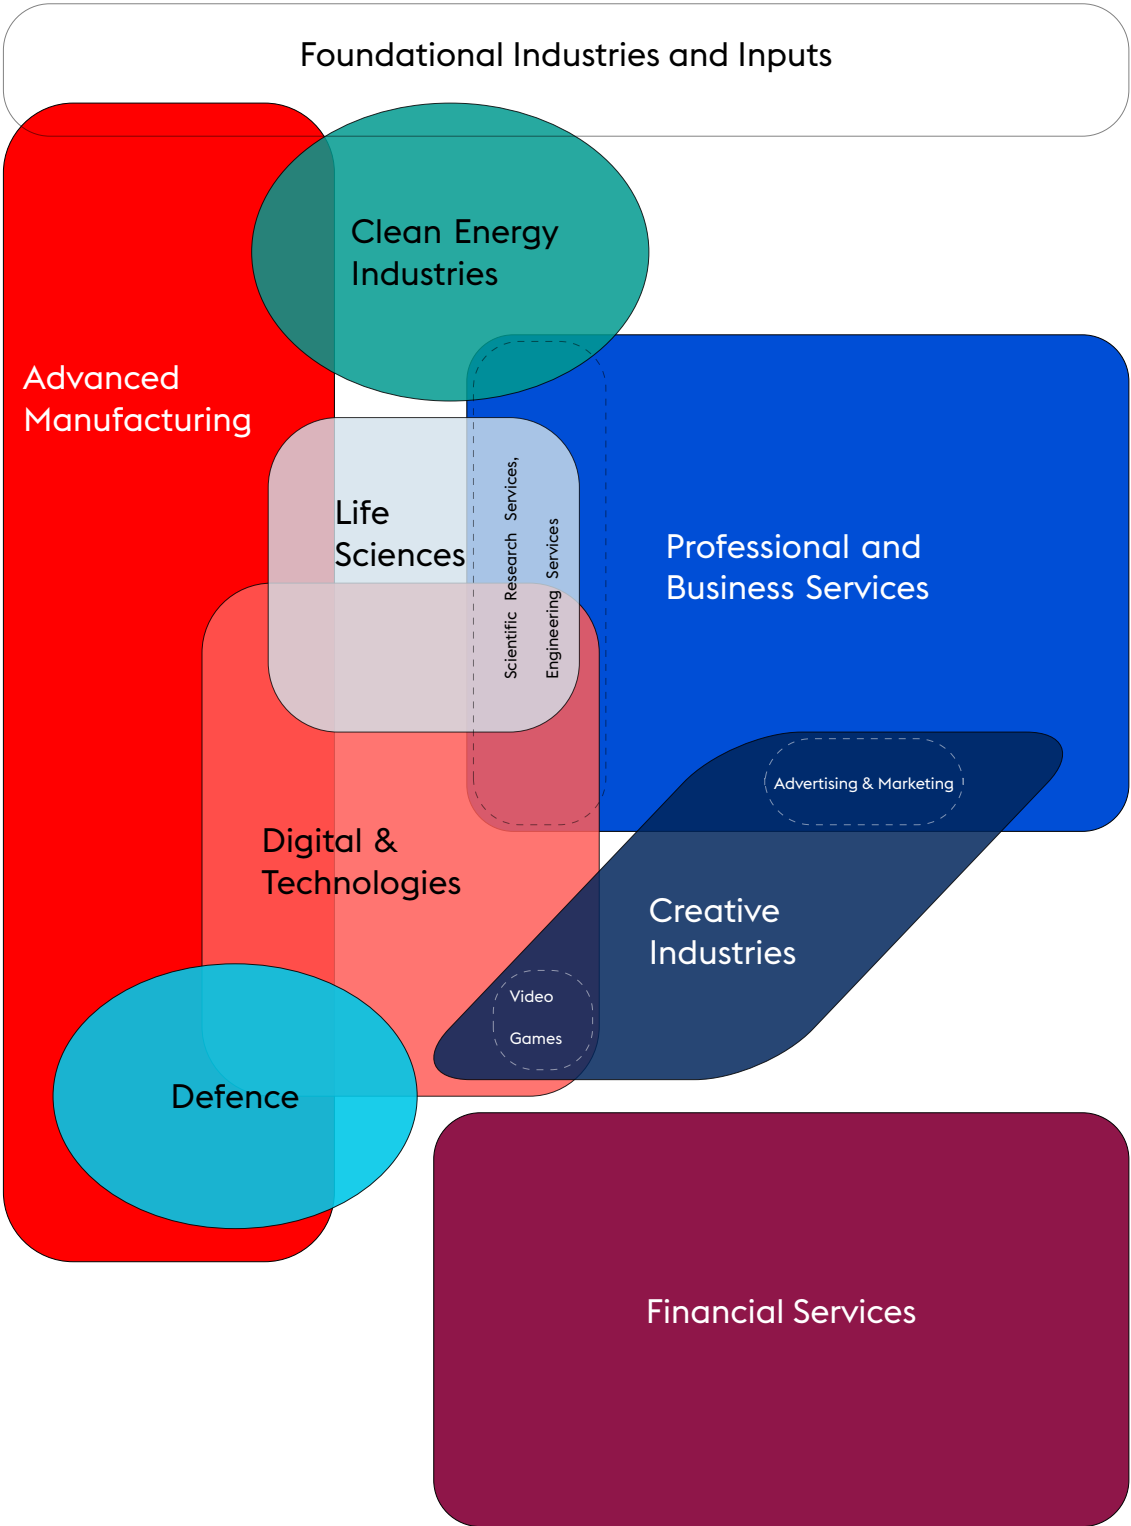 Foundational Industries and Inputs
Clean Energy
Industries
Advanced
Manufacturing
Life
Sciences
Scientific Research Services,
Engineering Services
Professional and
Business Services
Advertising & Marketing
Digital &
Technologies
Creative
Industries
Video
Games
Defence
Financial Services